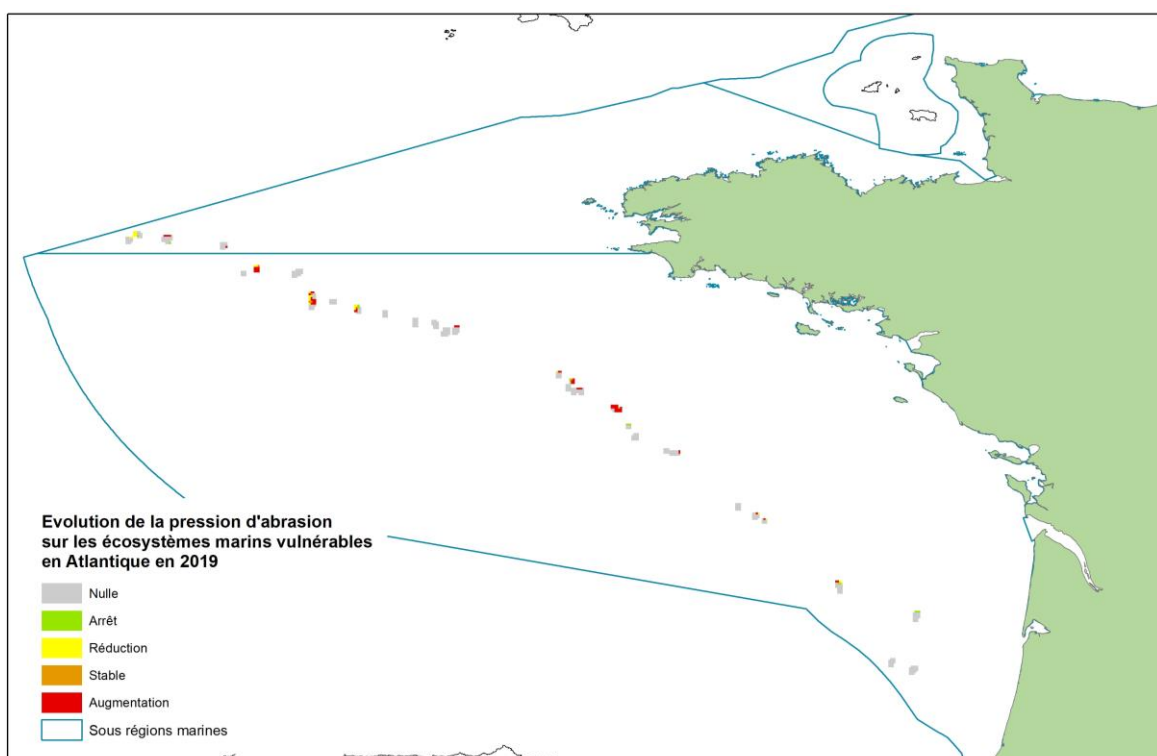 Evolution de la pression d'abrasion
sur les écosystèmes marins vulnérables
en Atlantique en 2019
Nulle
Arrêt
Réduction
Stable
Augmentation
Sous régions marines